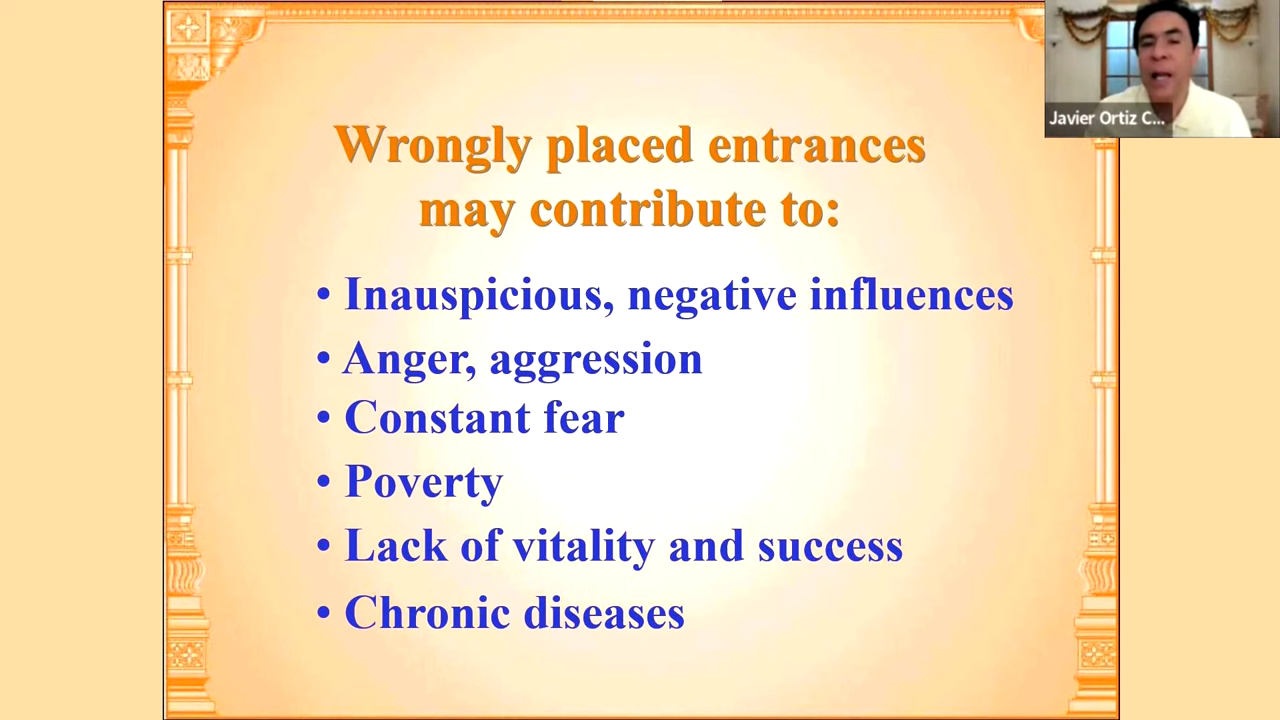 Javier Ortiz C...
Wrongly placed entrances
may contribute to:
• Inauspicious, negative influences
• Anger, aggression
• Constant fear
• Poverty
• Lack of vitality and success
• Chronic diseases